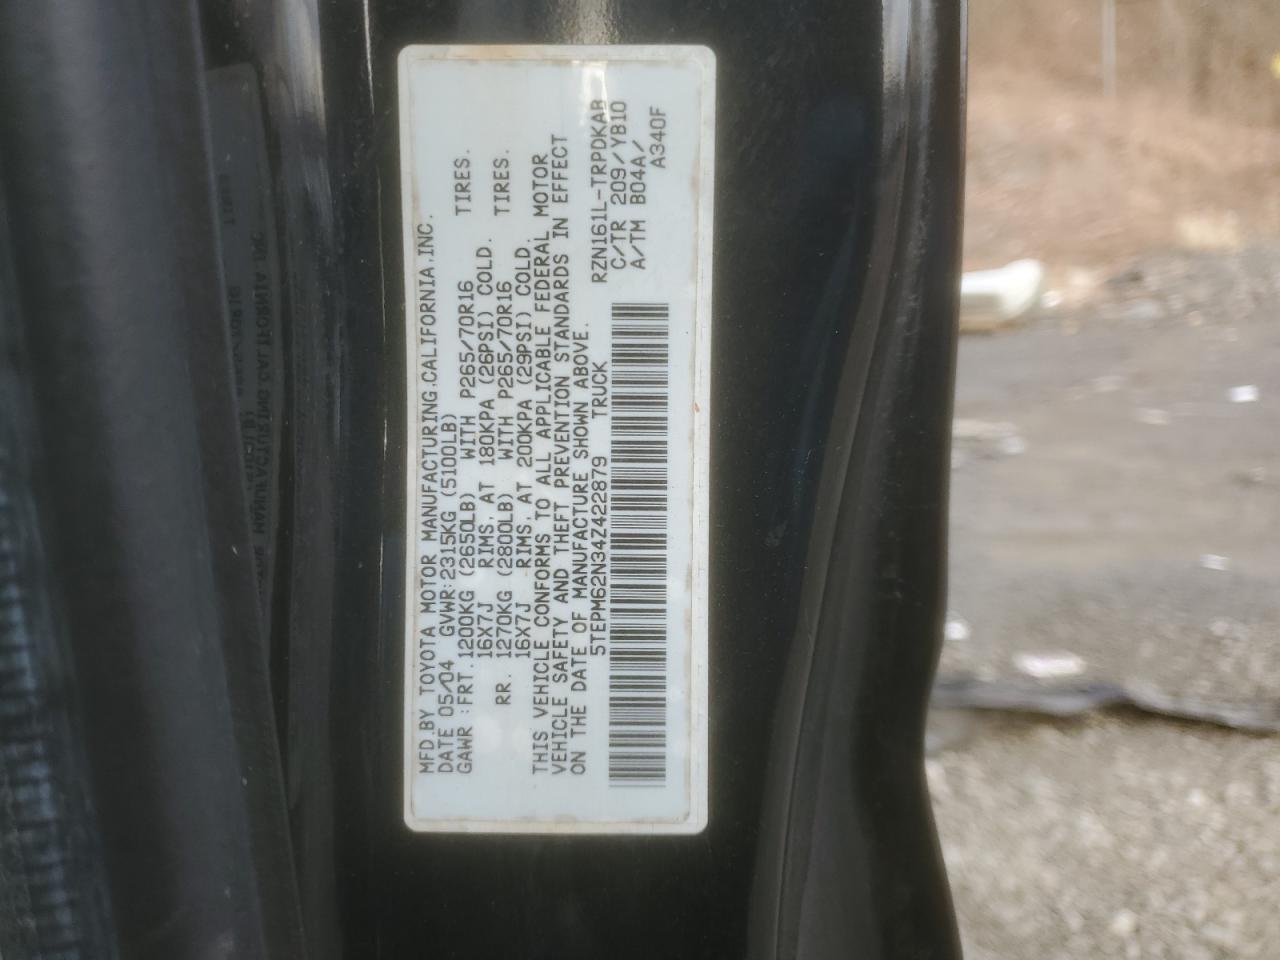 MFD.BY TOYOTA MOTOR MANUFACTURING.CALIFORNIA.INC.
DATE 05/04 GVWR:2315KG (5100LB)
GAWR :FRT.1200KG (2650LB) WITH P265/70R16 TIRES.
16X7J RIMS.AT 180KPA (26PSI) COLD.
RR. 1270KG (2800LB) WITH P265/70R16 TIRES.
16X7J RIMS.AT 200KPA (29PSI) COLD.
THIS VEHICLE CONFORMS TO ALL APPLICABLE FEDERAL MOTOR
VEHICLE SAFETY AND THEFT PREVENTION STANDARDS IN EFFECT
ON THE DATE OF MANUFACTURE SHOWN ABOVE.
5TEPM62N34Z422879 TRUCK
RZN161L-TRPDKAB
C/TR 209/YB10
A/TM B04A/
A340F